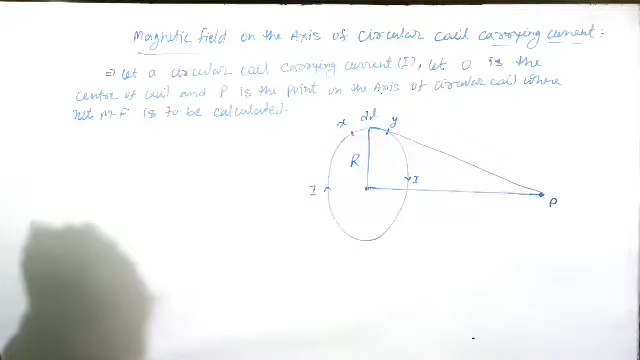 Magnetic field on the Axis of circular coil carrying current:
⇒ Let a circular coil carrying current (I), Let O is the
centre of coil and P is the point on the Axis of circular coil where
net M.F is to be calculated.
x dl y
R
I I
P